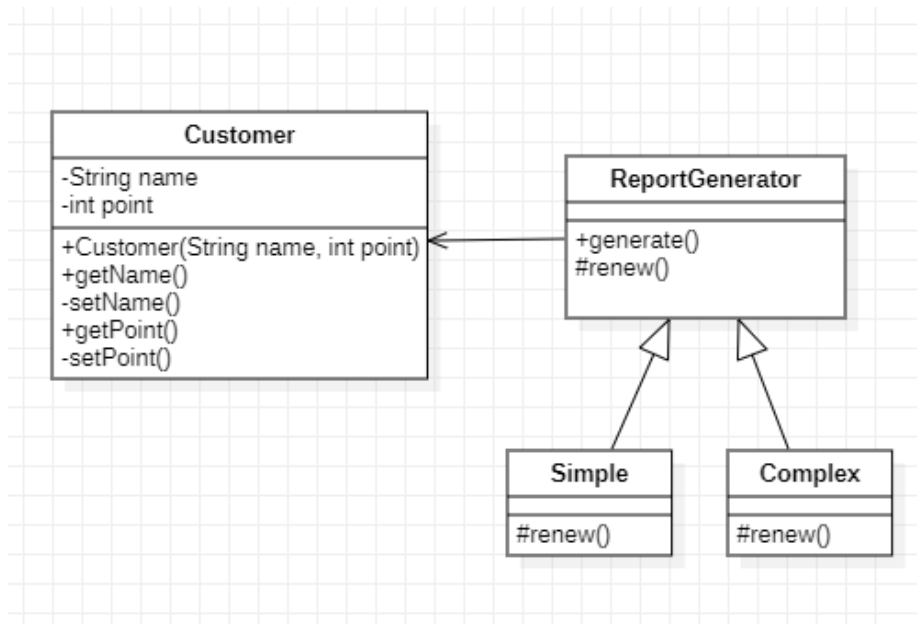 Customer
-String name
-int point
+Customer(String name, int point)
+getName()
-setName()
+getPoint()
-setPoint()
ReportGenerator
+generate()
#renew()
Simple
#renew()
Complex
#renew()